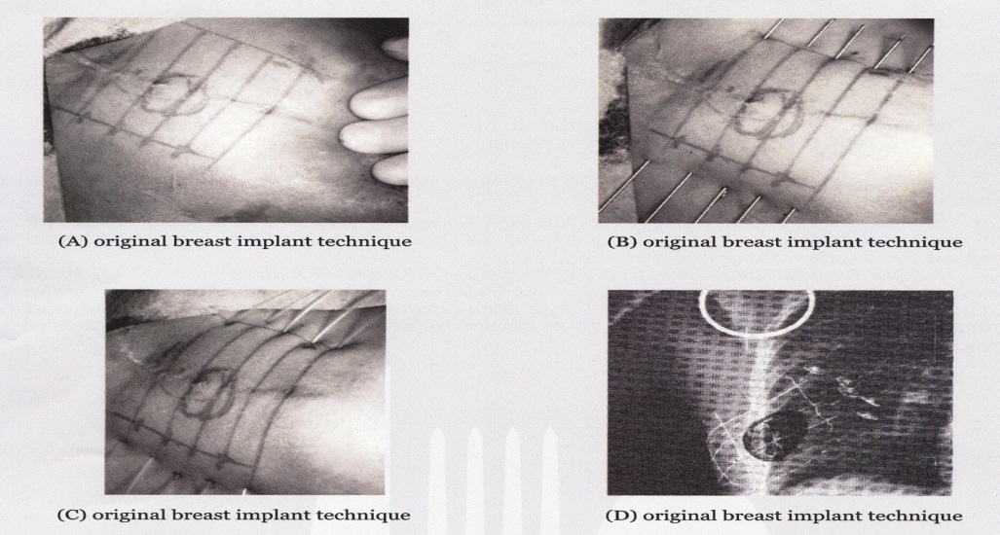 (A) original breast implant technique
(B) original breast implant technique
(C) original breast implant technique
(D) original breast implant technique